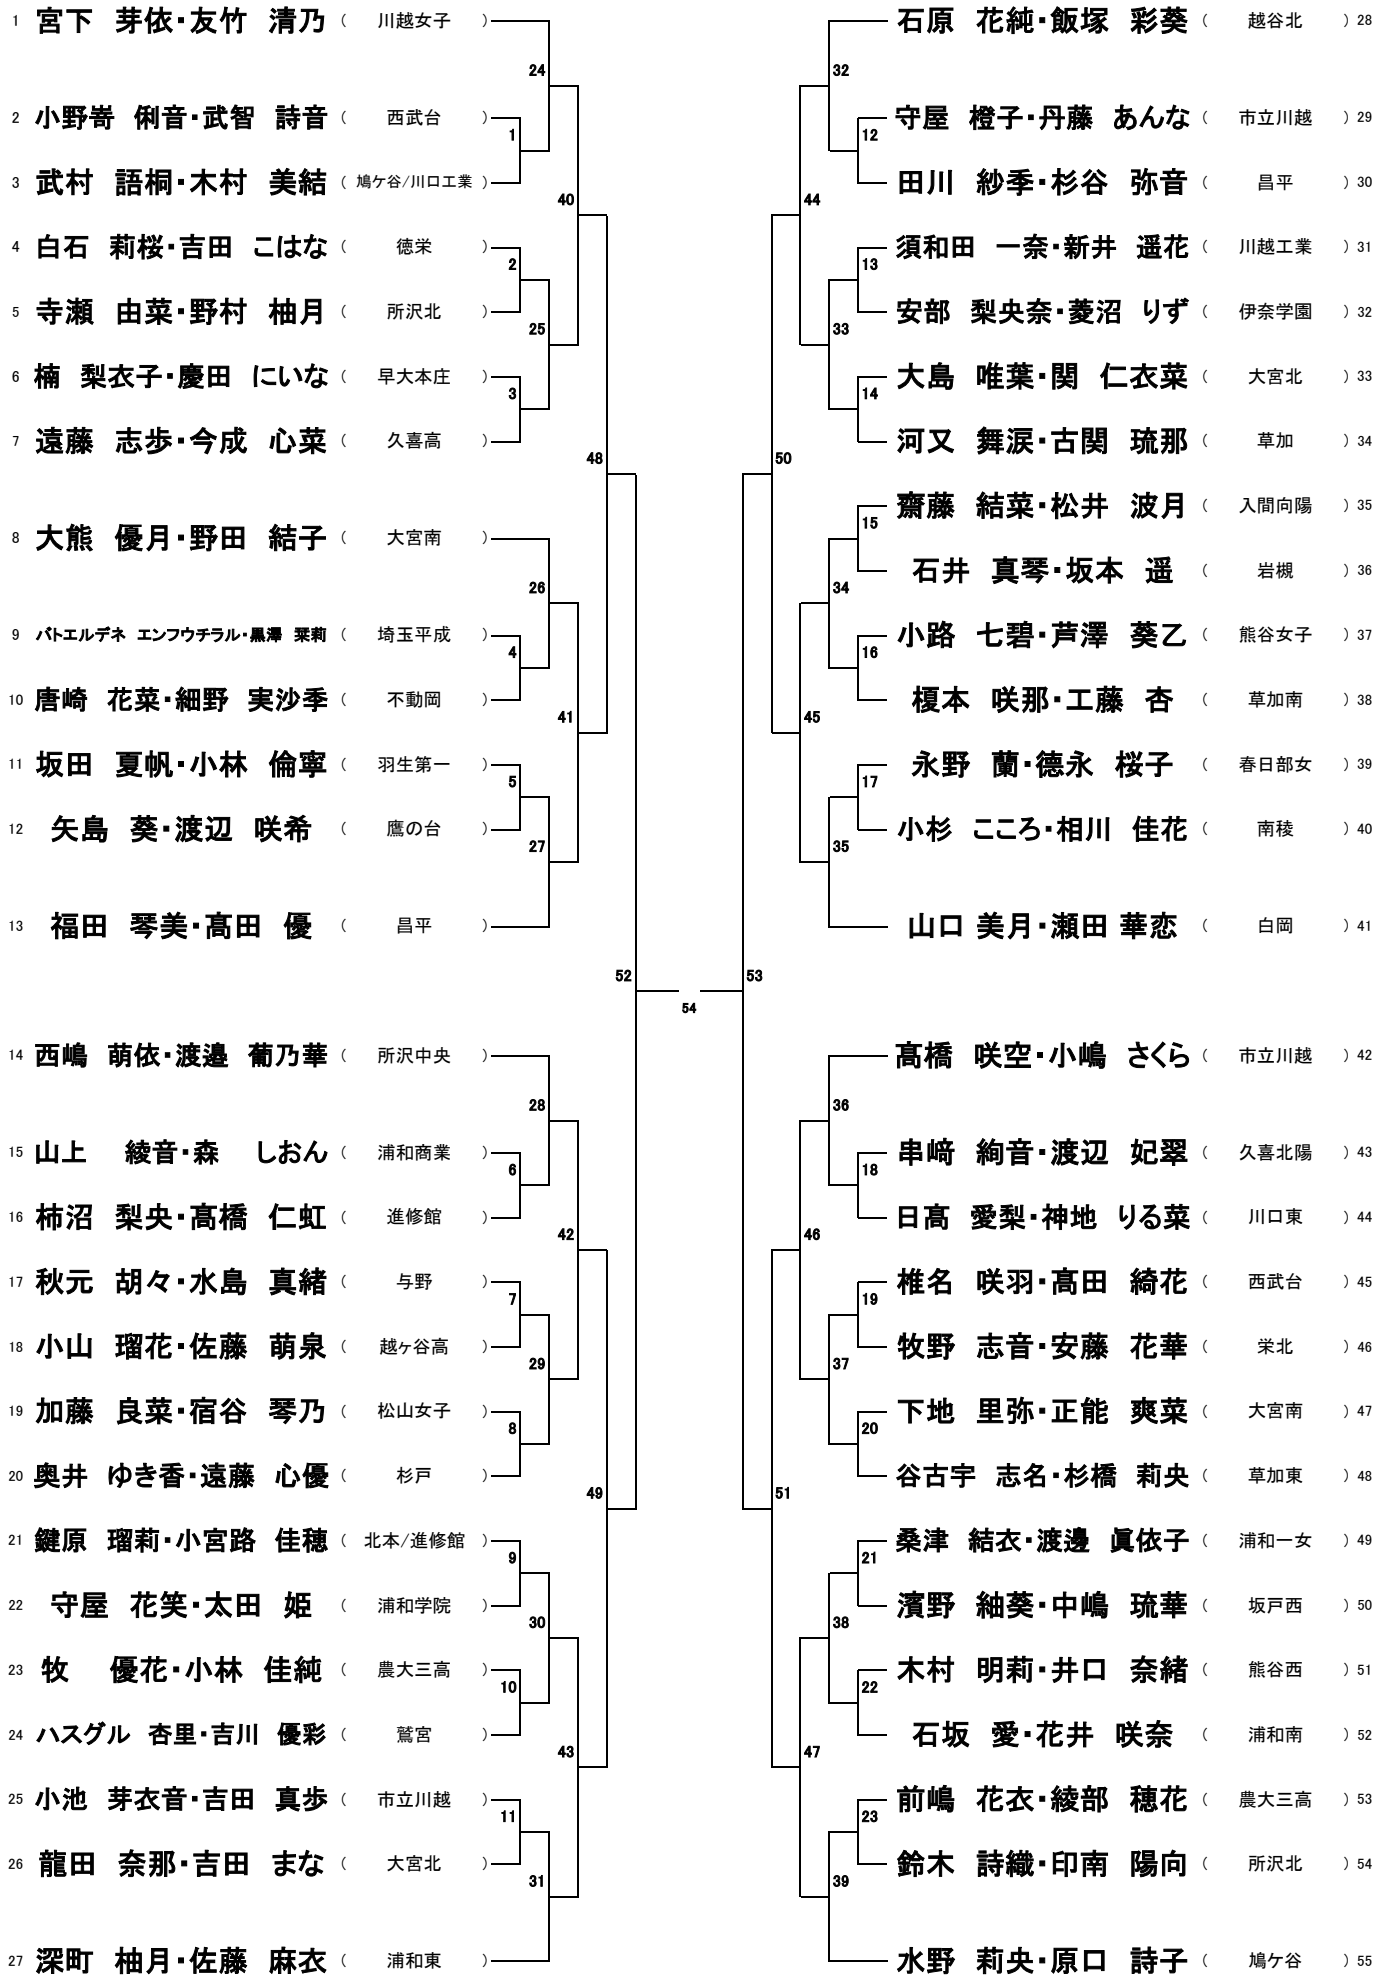 1 宮下 芽依・友竹 清乃 ( 川越女子 )
24
2 小野嵜 俐音・武智 詩音 ( 西武台 )
1
3 武村 語桐・木村 美結 ( 鳩ケ谷/川口工業 )
40
4 白石 莉桜・吉田 こはな ( 徳栄 )
2
5 寺瀬 由菜・野村 柚月 ( 所沢北 )
25
6 楠 梨衣子・慶田 にいな ( 早大本庄 )
3
7 遠藤 志歩・今成 心菜 ( 久喜高 )
48
8 大熊 優月・野田 結子 ( 大宮南 )
26
9 バトエルデネ エンフウチラル・黒澤 栞莉 ( 埼玉平成 )
4
10 唐崎 花菜・細野 実沙季 ( 不動岡 )
41
11 坂田 夏帆・小林 倫寧 ( 羽生第一 )
5
12 矢島 葵・渡辺 咲希 ( 鷹の台 )
27
13 福田 琴美・髙田 優 ( 昌平 )
52
14 西嶋 萌依・渡邉 葡乃華 ( 所沢中央 )
28
15 山上 綾音・森 しおん ( 浦和商業 )
6
16 柿沼 梨央・髙橋 仁虹 ( 進修館 )
42
17 秋元 胡々・水島 真緒 ( 与野 )
7
18 小山 瑠花・佐藤 萌泉 ( 越ヶ谷高 )
29
19 加藤 良菜・宿谷 琴乃 ( 松山女子 )
8
20 奥井 ゆき香・遠藤 心優 ( 杉戸 )
49
21 鍵原 瑠莉・小宮路 佳穂 ( 北本/進修館 )
9
22 守屋 花笑・太田 姫 ( 浦和学院 )
30
23 牧 優花・小林 佳純 ( 農大三高 )
10
24 ハスグル 杏里・吉川 優彩 ( 鷲宮 )
43
25 小池 芽衣音・吉田 真歩 ( 市立川越 )
11
26 龍田 奈那・吉田 まな ( 大宮北 )
31
27 深町 柚月・佐藤 麻衣 ( 浦和東 )
54
石原 花純・飯塚 彩葵 ( 越谷北 ) 28
32
守屋 橙子・丹藤 あんな ( 市立川越 ) 29
12
田川 紗季・杉谷 弥音 ( 昌平 ) 30
44
須和田 一奈・新井 遥花 ( 川越工業 ) 31
13
安部 梨央奈・菱沼 りず ( 伊奈学園 ) 32
33
大島 唯葉・関 仁衣菜 ( 大宮北 ) 33
14
河又 舞涙・古関 琉那 ( 草加 ) 34
50
齋藤 結菜・松井 波月 ( 入間向陽 ) 35
15
石井 真琴・坂本 遥 ( 岩槻 ) 36
34
小路 七碧・芦澤 葵乙 ( 熊谷女子 ) 37
16
榎本 咲那・工藤 杏 ( 草加南 ) 38
45
永野 蘭・德永 桜子 ( 春日部女 ) 39
17
小杉 こころ・相川 佳花 ( 南稜 ) 40
35
山口 美月・瀬田 華恋 ( 白岡 ) 41
53
髙橋 咲空・小嶋 さくら ( 市立川越 ) 42
36
串﨑 絢音・渡辺 妃翠 ( 久喜北陽 ) 43
18
日髙 愛梨・神地 りる菜 ( 川口東 ) 44
46
椎名 咲羽・髙田 綺花 ( 西武台 ) 45
19
牧野 志音・安藤 花華 ( 栄北 ) 46
37
下地 里弥・正能 爽菜 ( 大宮南 ) 47
20
谷古宇 志名・杉橋 莉央 ( 草加東 ) 48
51
桑津 結衣・渡邊 眞依子 ( 浦和一女 ) 49
21
濱野 紬葵・中嶋 琉華 ( 坂戸西 ) 50
38
木村 明莉・井口 奈緒 ( 熊谷西 ) 51
22
石坂 愛・花井 咲奈 ( 浦和南 ) 52
47
前嶋 花衣・綾部 穂花 ( 農大三高 ) 53
23
鈴木 詩織・印南 陽向 ( 所沢北 ) 54
39
水野 莉央・原口 詩子 ( 鳩ケ谷 ) 55